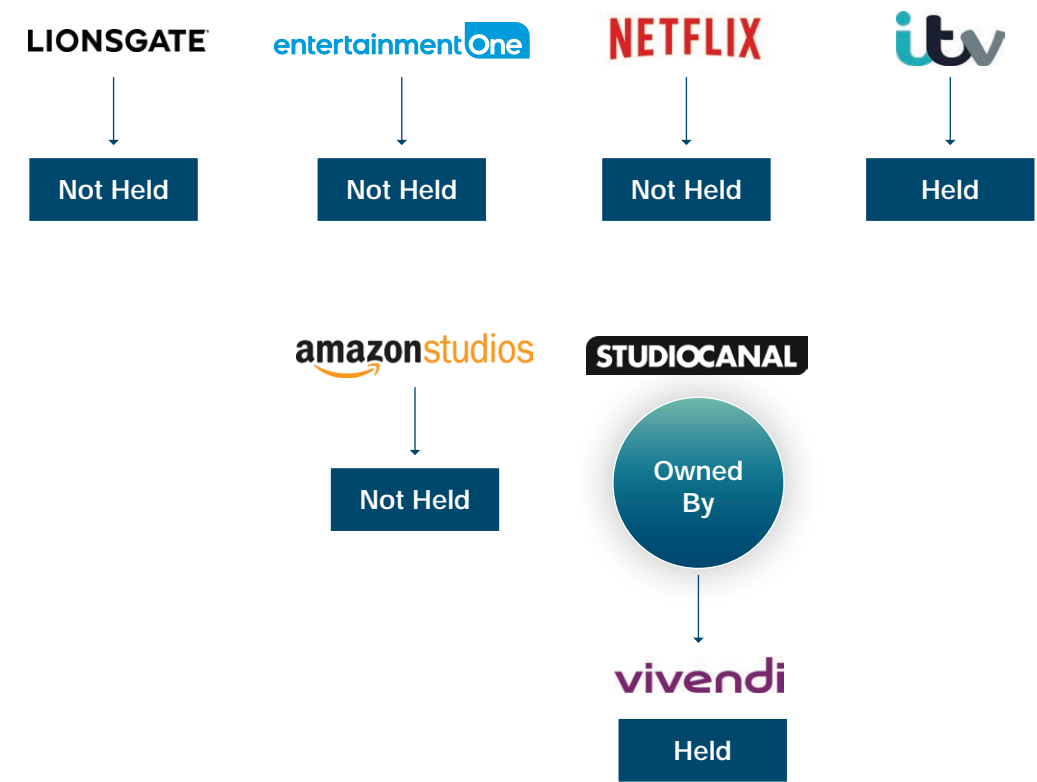 LIONSGATE
entertainment One
NETFLIX
itv
Not Held
Not Held
Not Held
Held
amazonstudios
STUDIOCANAL
Not Held
Owned
By
vivendi
Held